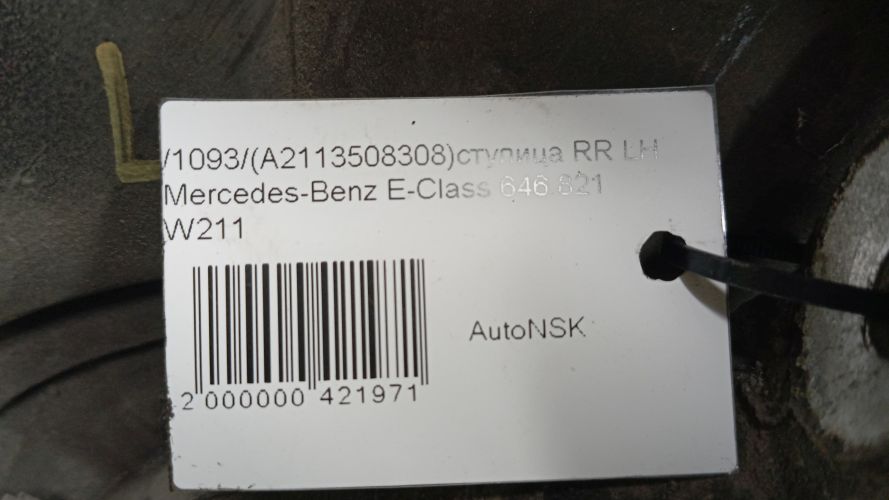 L
/1093/(A2113508308)ступица RR LH
Mercedes-Benz E-Class 646.821
W211
AutoNSK
2 000000 421971